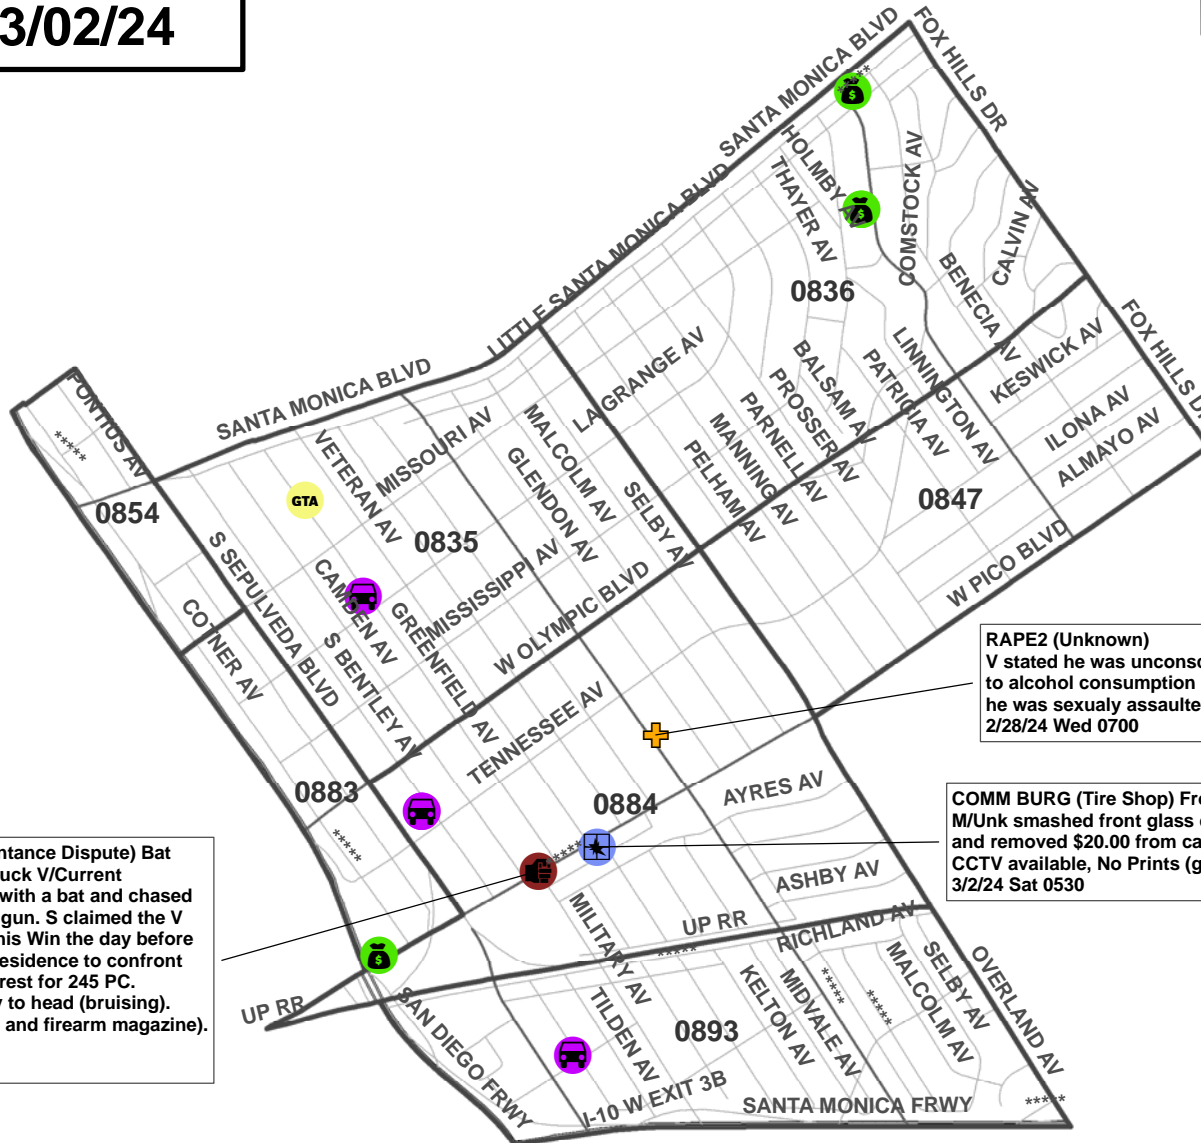 3/02/24
SANTA MONICA BLVD
FOX HILLS DR
*****
HOLMBY
THAYER AV
COMSTOCK AV
CALVIN
LITTLE SANTA MONICA BLVD
0836
BENECIA AV
FOX HILLS
KESWICK AV
LINNINGTON AV
PATRICIA AV
BALSAM AV
PROSSER AV
PARNELL AV
MANNING AV
PELHAM AV
LA GRANGE AV
ILONA AV
ALMAYO AV
0847
W PICO BLVD
PONTIUS AV
*****
SANTA MONICA BLVD
0854
VETERAN AV
MISSOURI AV
MALCOLM AV
GLENDON AV
SELBY AV
GTA
0835
S SEPULVEDA BLVD
CAMDEN AV
GREENFIELD AV
MISSISSIPPI AV
W OLYMPIC BLVD
COTNER AV
S BENTLEY AV
TENNESSEE AV
RAPE2 (Unknown)
V stated he was unconsc
to alcohol consumption
he was sexualy assaulte
2/28/24 Wed 0700
0883
0884
AYRES AV
*****
*****
COMM BURG (Tire Shop) Fr
M/Unk smashed front glass
and removed $20.00 from ca
CCTV available, No Prints (g
3/2/24 Sat 0530
ntance Dispute) Bat
uck V/Current
with a bat and chased
gun. S claimed the V
his Win the day before
esidence to confront
rest for 245 PC.
y to head (bruising).
and firearm magazine).
ASHBY AV
MILITARY AV
UP RR
RICHLAND AV
*****
UP RR
SAN DIEGO FRWY
TILDEN AV
0893
KELTON AV
MIDVALE AV
*****
*****
MALCOLM AV
SELBY AV
OVERLAND AV
I-10 W EXIT 3B
SANTA MONICA FRWY
*****